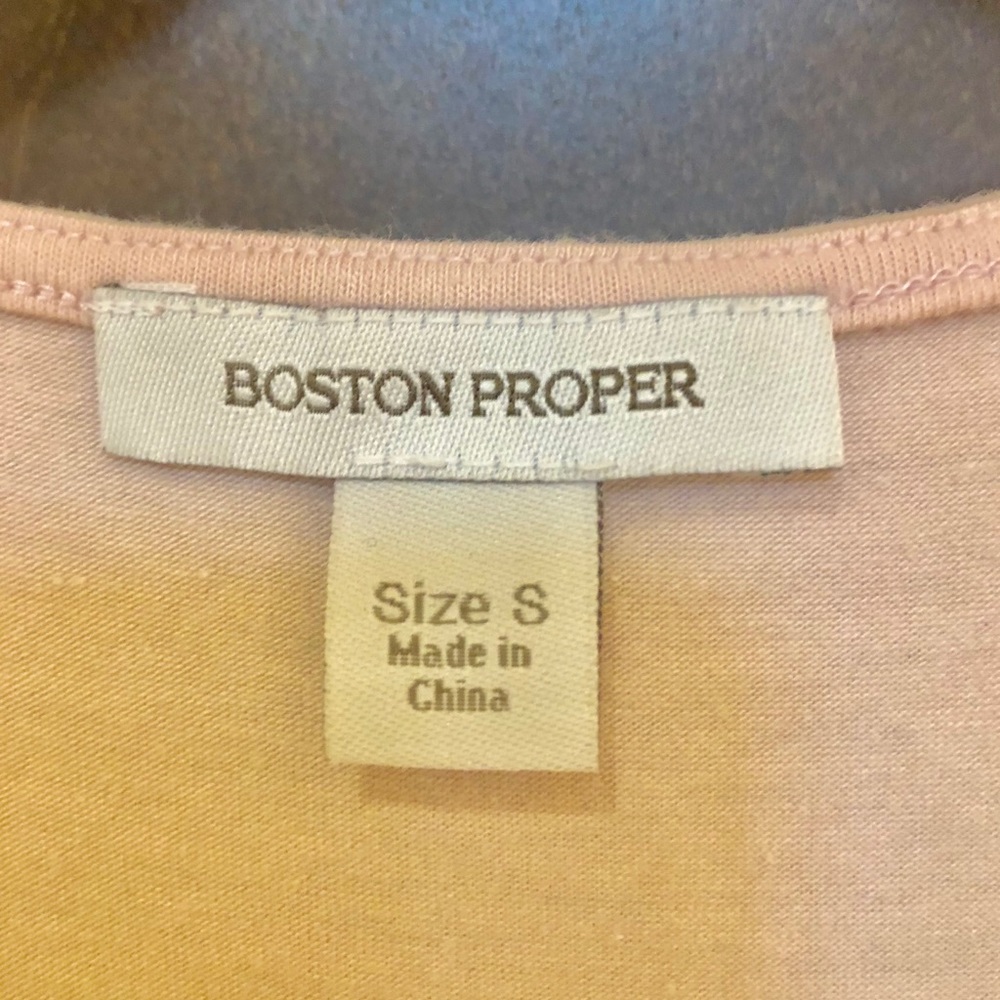 BOSTON PROPER
Size S
Made in
China